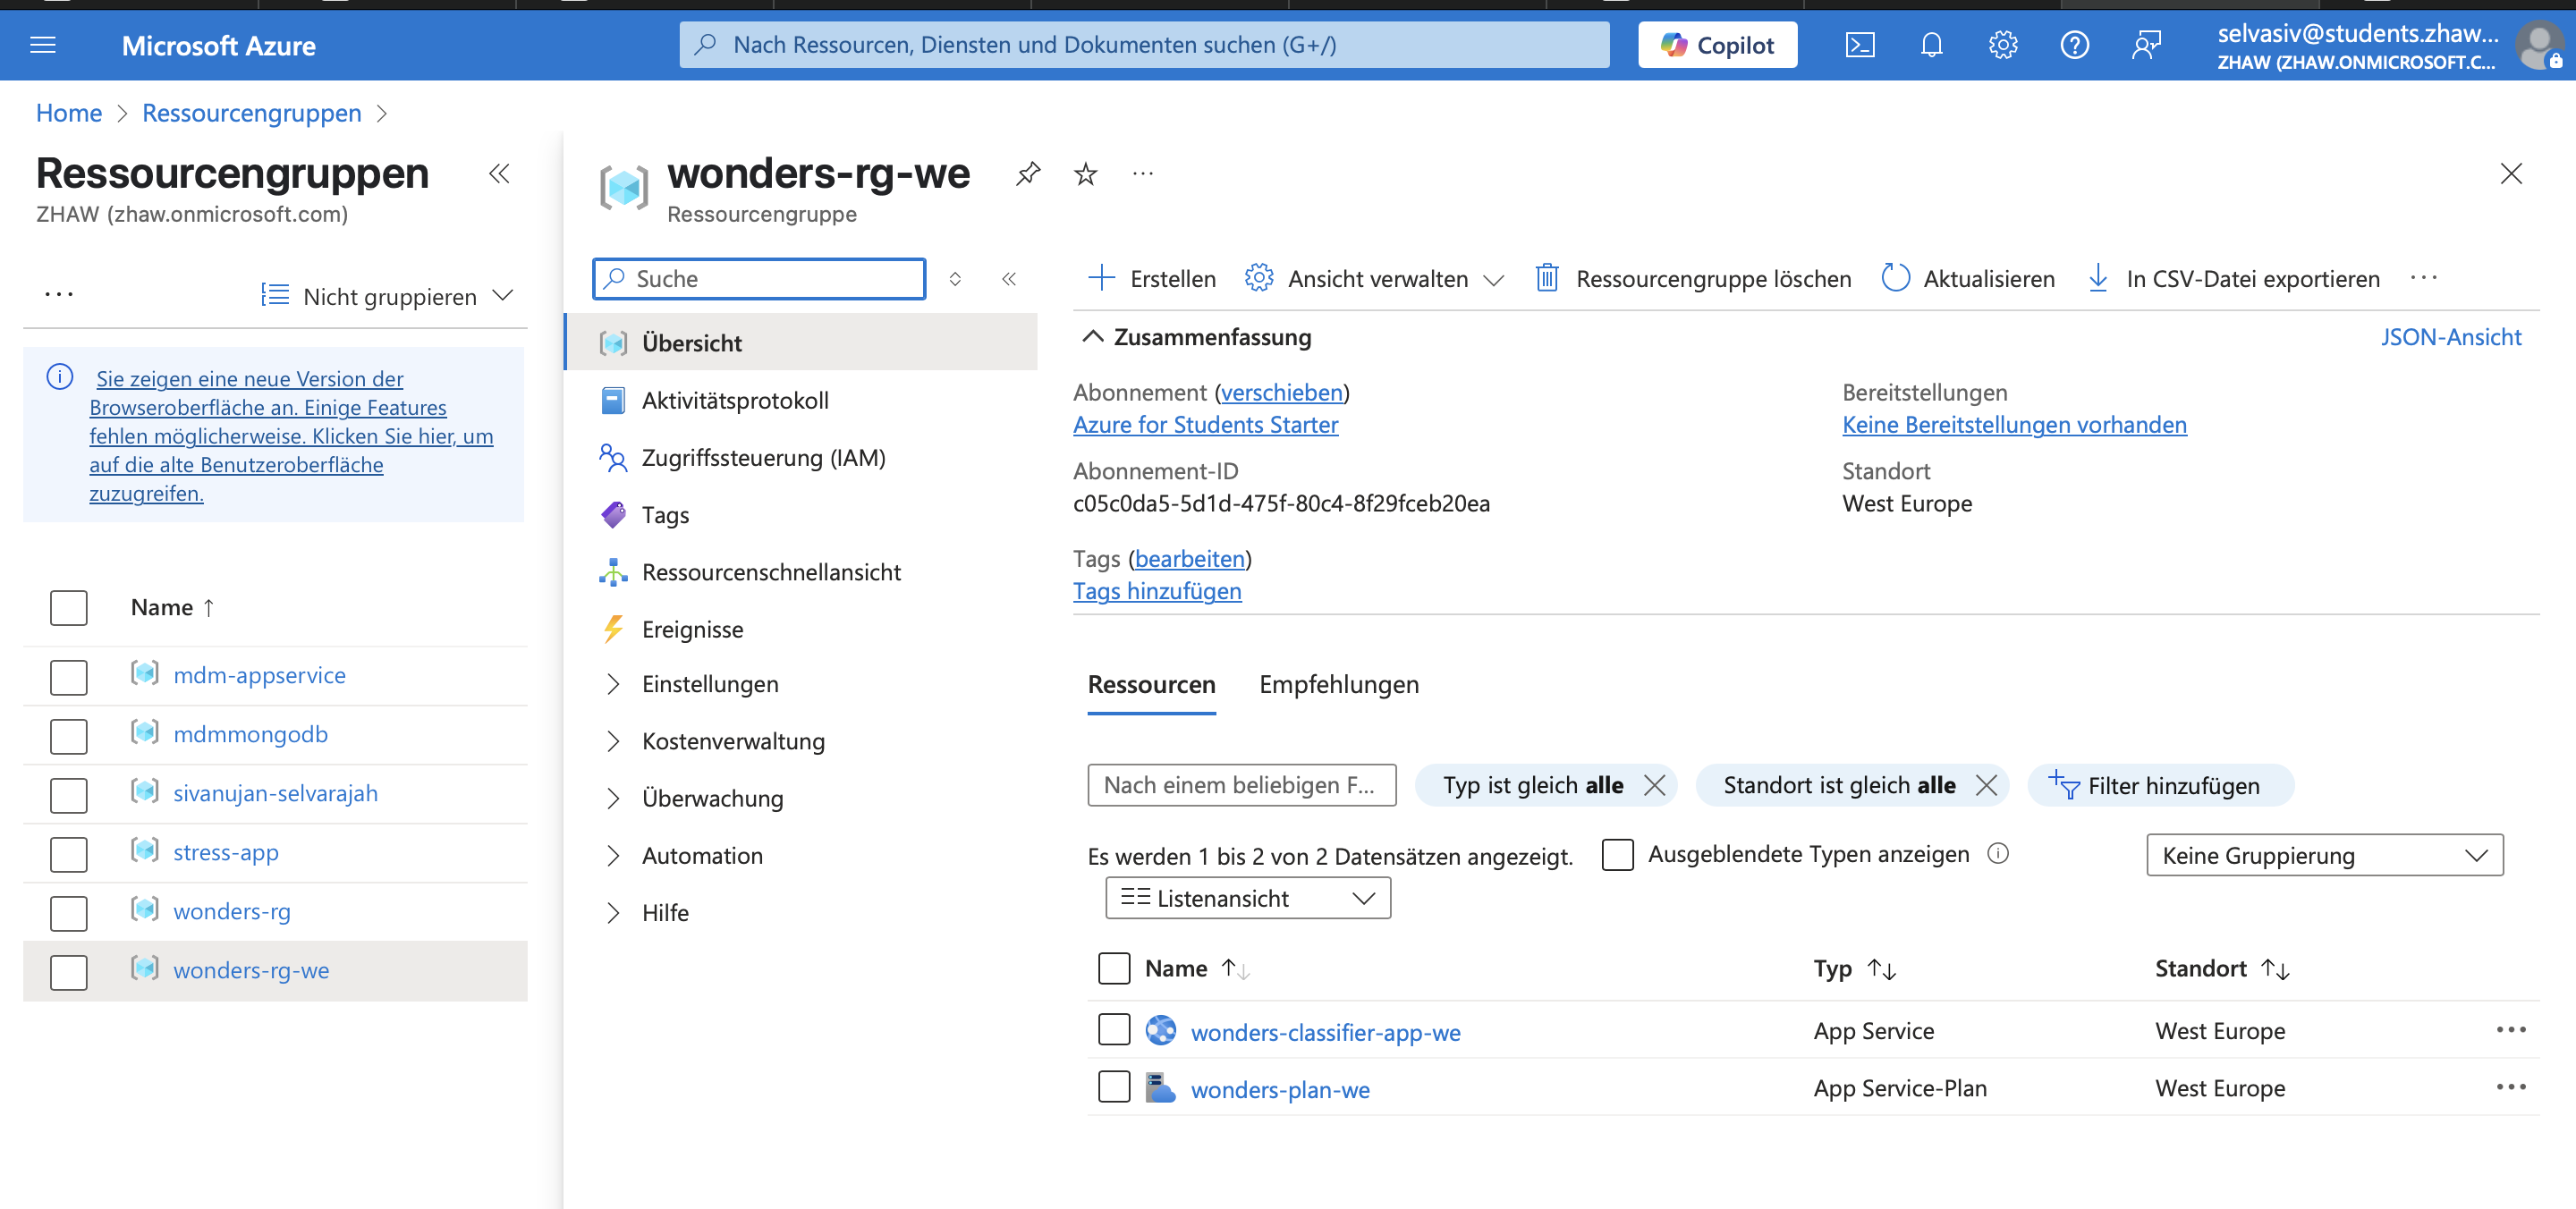 Microsoft Azure
Nach Ressourcen, Diensten und Dokumenten suchen (G+/)
Copilot
selvasiv@students.zhaw...
ZHAW (ZHAW.ONMICROSOFT.C...
Home > Ressourcengruppen >
Ressourcengruppen
ZHAW (zhaw.onmicrosoft.com)
Nicht gruppieren
Sie zeigen eine neue Version der
Browseroberfläche an. Einige Features
fehlen möglicherweise. Klicken Sie hier, um
auf die alte Benutzeroberfläche
zuzugreifen.
Name ↑
mdm-appservice
mdmmongodb
sivanujan-selvarajah
stress-app
wonders-rg
wonders-rg-we
wonders-rg-we
Ressourcengruppe
Suche
Übersicht
Aktivitätsprotokoll
Zugriffssteuerung (IAM)
Tags
Ressourcenschnellansicht
Ereignisse
Einstellungen
Kostenverwaltung
Überwachung
Automation
Hilfe
Erstellen Ansicht verwalten Ressourcengruppe löschen Aktualisieren In CSV-Datei exportieren
Zusammenfassung JSON-Ansicht
Abonnement (verschieben)
Azure for Students Starter
Abonnement-ID
c05c0da5-5d1d-475f-80c4-8f29fceb20ea
Bereitstellungen
Keine Bereitstellungen vorhanden
Standort
West Europe
Tags (bearbeiten)
Tags hinzufügen
Ressourcen Empfehlungen
Nach einem beliebigen F... Typ ist gleich alle Standort ist gleich alle Filter hinzufügen
Es werden 1 bis 2 von 2 Datensätzen angezeigt. Ausgeblendete Typen anzeigen Keine Gruppierung
Listenansicht
Name ↑↓ Typ ↑↓ Standort ↑↓
wonders-classifier-app-we App Service West Europe
wonders-plan-we App Service-Plan West Europe